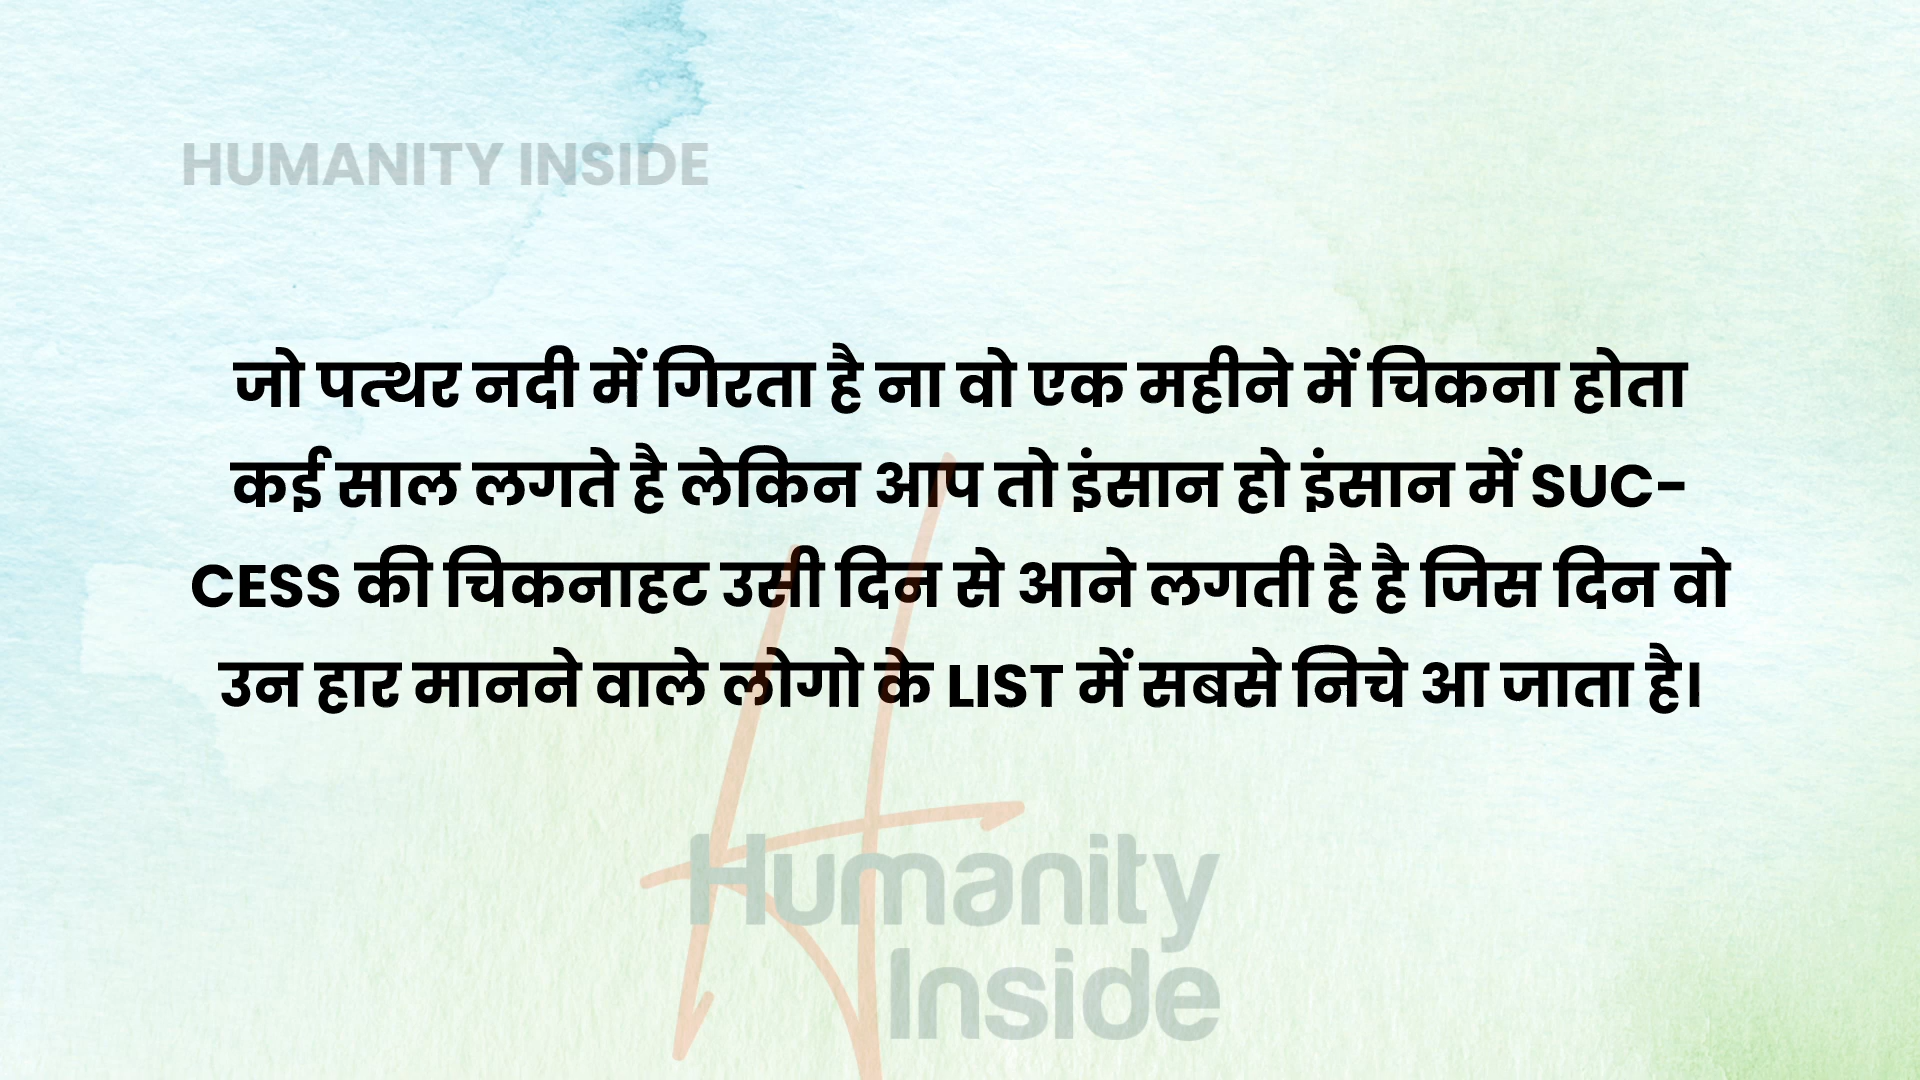 HUMANITY INSIDE
जो पत्थर नदी में गिरता है ना वो एक महीने में चिकना होता
कई साल लगते है लेकिन आप तो इंसान हो इंसान में SUC-
CESS की चिकनाहट उसी दिन से आने लगती है है जिस दिन वो
उन हार मानने वाले लोगो के LIST में सबसे निचे आ जाता है।
Humanity
Inside